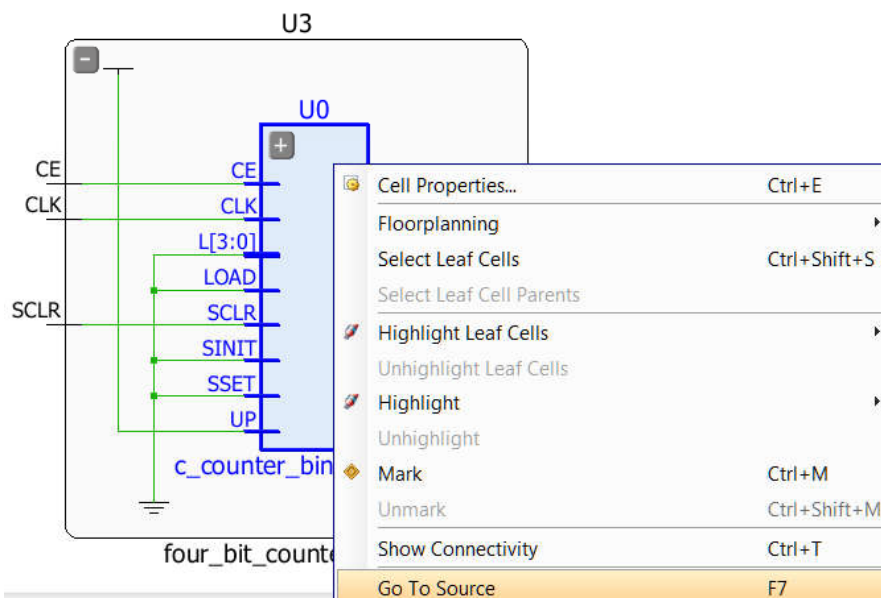 U3
U0
CE
CLK
SCLR
CE
CLK
L[3:0]
LOAD
SCLR
SINIT
SSET
UP
c_counter_bin
four_bit_counte
Cell Properties... Ctrl+E
Floorplanning
Select Leaf Cells Ctrl+Shift+S
Select Leaf Cell Parents
Highlight Leaf Cells
Unhighlight Leaf Cells
Highlight
Unhighlight
Mark Ctrl+M
Unmark Ctrl+Shift+M
Show Connectivity Ctrl+T
Go To Source F7